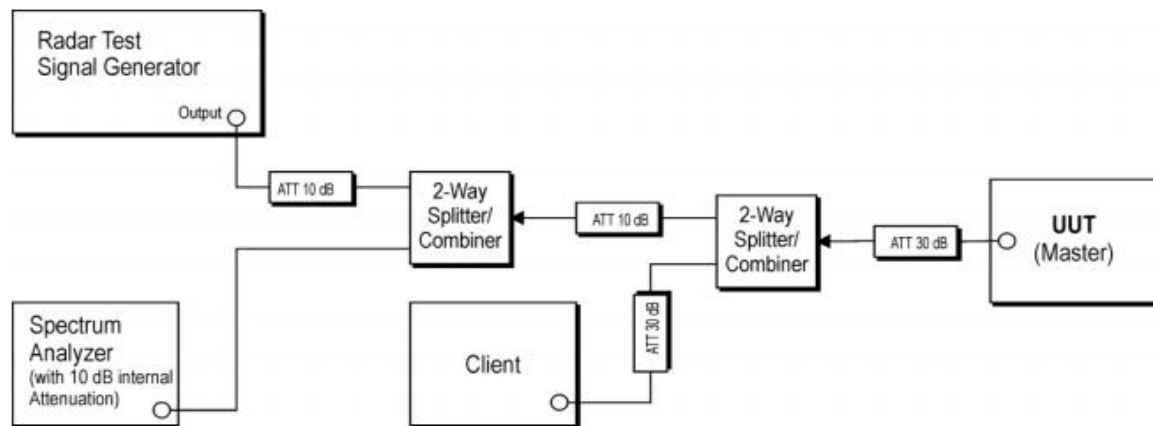 Radar Test
Signal Generator
Output
ATT 10 dB
2-Way
Splitter/
Combiner
ATT 10 dB
2-Way
Splitter/
Combiner
ATT 30 dB
UUT
(Master)
Spectrum
Analyzer
(with 10 dB internal
Attenuation)
Client
ATT 30 dB